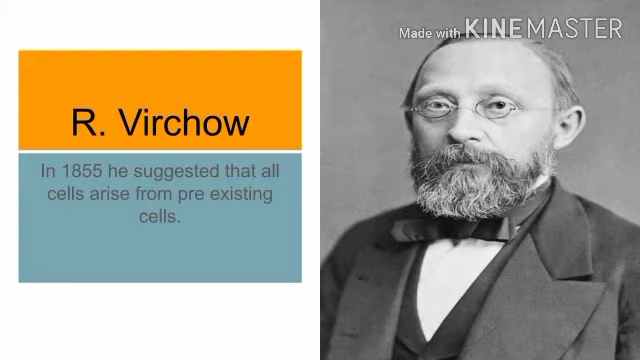 Made with KINEMASTER
R. Virchow
In 1855 he suggested that all
cells arise from pre existing
cells.